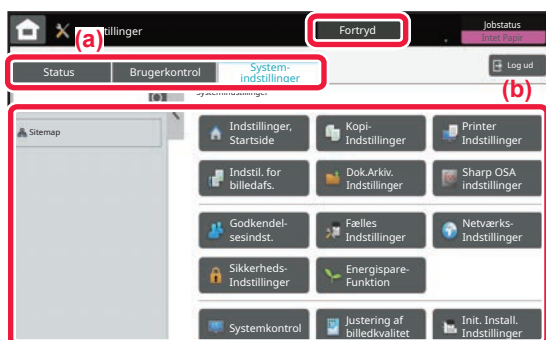 (a)
tillinger
Fortryd
Jobstatus
Intet Papir
Status
Brugerkontrol
System-
indstillinger
Log ud
(b)
Systemindstillinger
Sitemap
Indstillinger,
Startside
Kopi-
Indstillinger
Printer
Indstillinger
Indstil. for
billedafs.
Dok.Arkiv.
Indstillinger
Sharp OSA
indstillinger
Godkendel-
sesindst.
Fælles
Indstillinger
Netværks-
Indstillinger
Sikkerheds-
Indstillinger
Energispare-
Funktion
Systemkontrol
Justering af
billedkvalitet
Init. Install.
Indstillinger